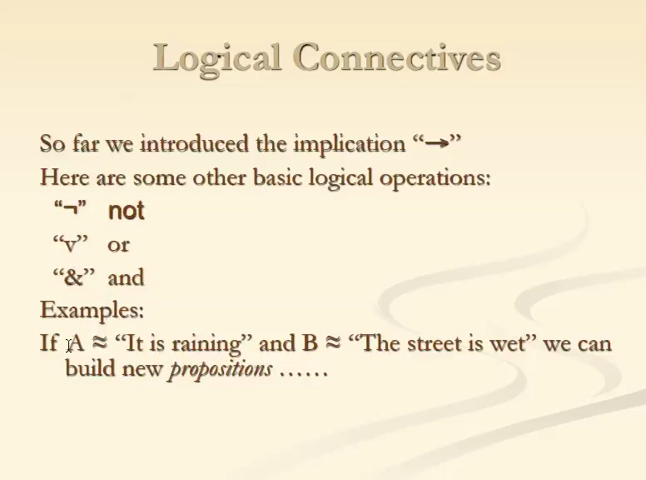 Logical Connectives
So far we introduced the implication “→”
Here are some other basic logical operations:
“¬” not
“v” or
“&” and
Examples:
If A ≈ “It is raining” and B ≈ “The street is wet” we can
build new propositions ……